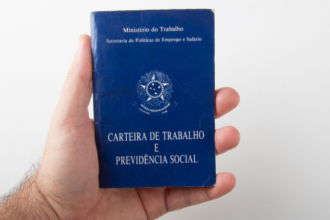 Ministério do Trabalho
Secretaria de Políticas de Emprego e Salário
CARTEIRA DE TRABALHO
E
PREVIDÊNCIA SOCIAL